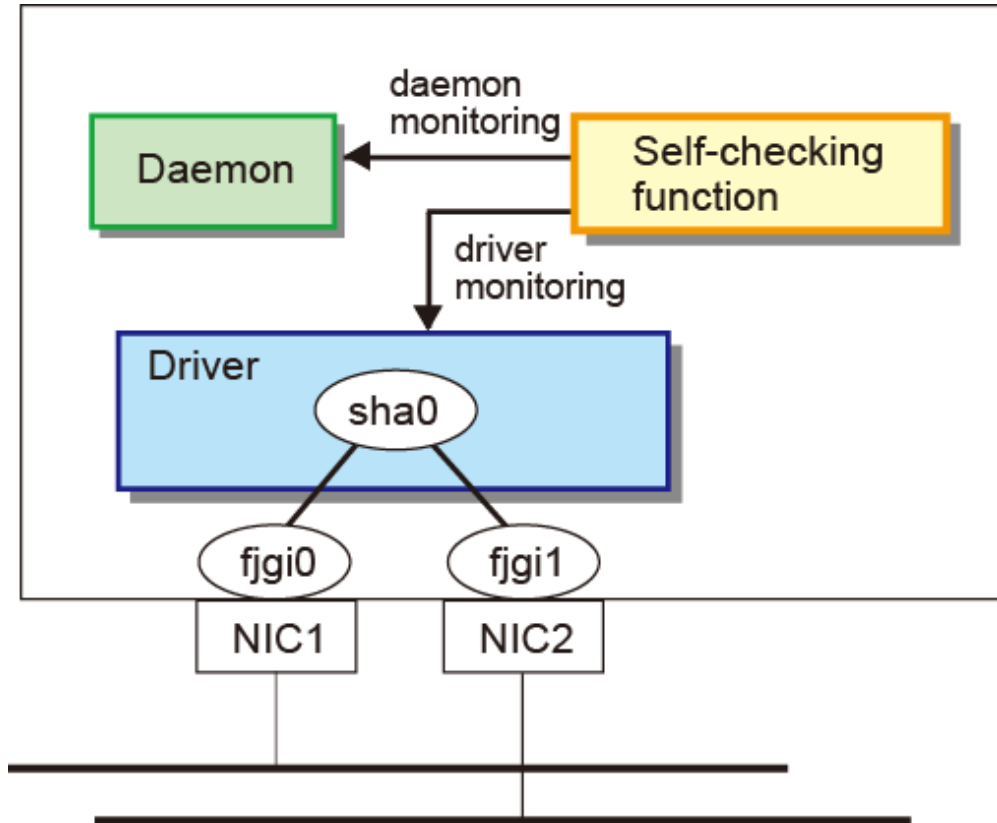 daemon
monitoring
Daemon
Self-checking
function
driver
monitoring
Driver
sha0
fjgi0
fjgi1
NIC1
NIC2